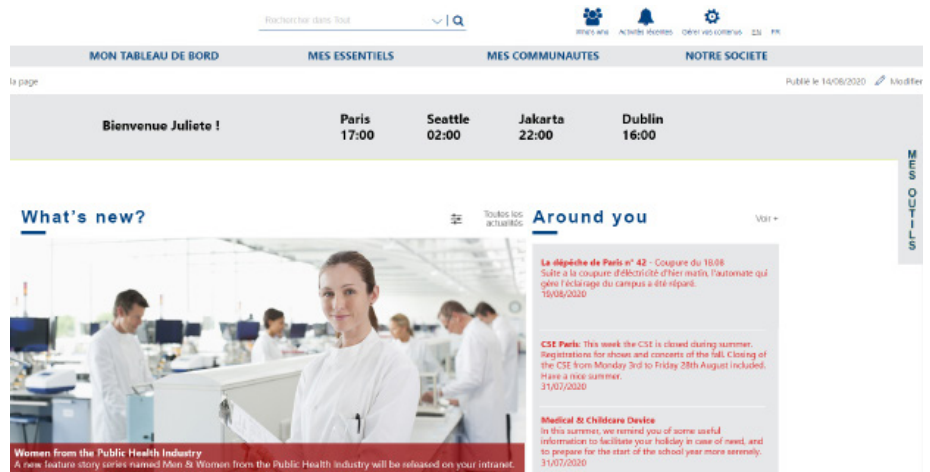 Rechercher dans Tout
Who's who
Activités récentes
Gérer vos contenus
EN
FR
MON TABLEAU DE BORD
MES ESSENTIELS
MES COMMUNAUTES
NOTRE SOCIETE
la page
Publié le 14/08/2020
Modifier
Bienvenue Juliete !
Paris
17:00
Seattle
02:00
Jakarta
22:00
Dublin
16:00
MES OUTILS
What's new?
Toutes les
actualités
Around you
Voir +
La dépêche de Paris n° 42 - Coupure du 18.08
Suite a la coupure d'éléctricité d'hier matin, l'automate qui
gère l'éclairage du campus a été réparé.
19/08/2020
CSE Paris: This week the CSE is closed during summer.
Registrations for shows and concerts of the fall. Closing of
the CSE from Monday 3rd to Friday 28th August included.
Have a nice summer.
31/07/2020
Medical & Childcare Device
In this summer, we remind you of some useful
information to facilitate your holiday in case of need, and
to prepare for the start of the school year more serenely.
31/07/2020
Women from the Public Health Industry
A new feature story series named Men & Women from the Public Health Industry will be released on your intranet.